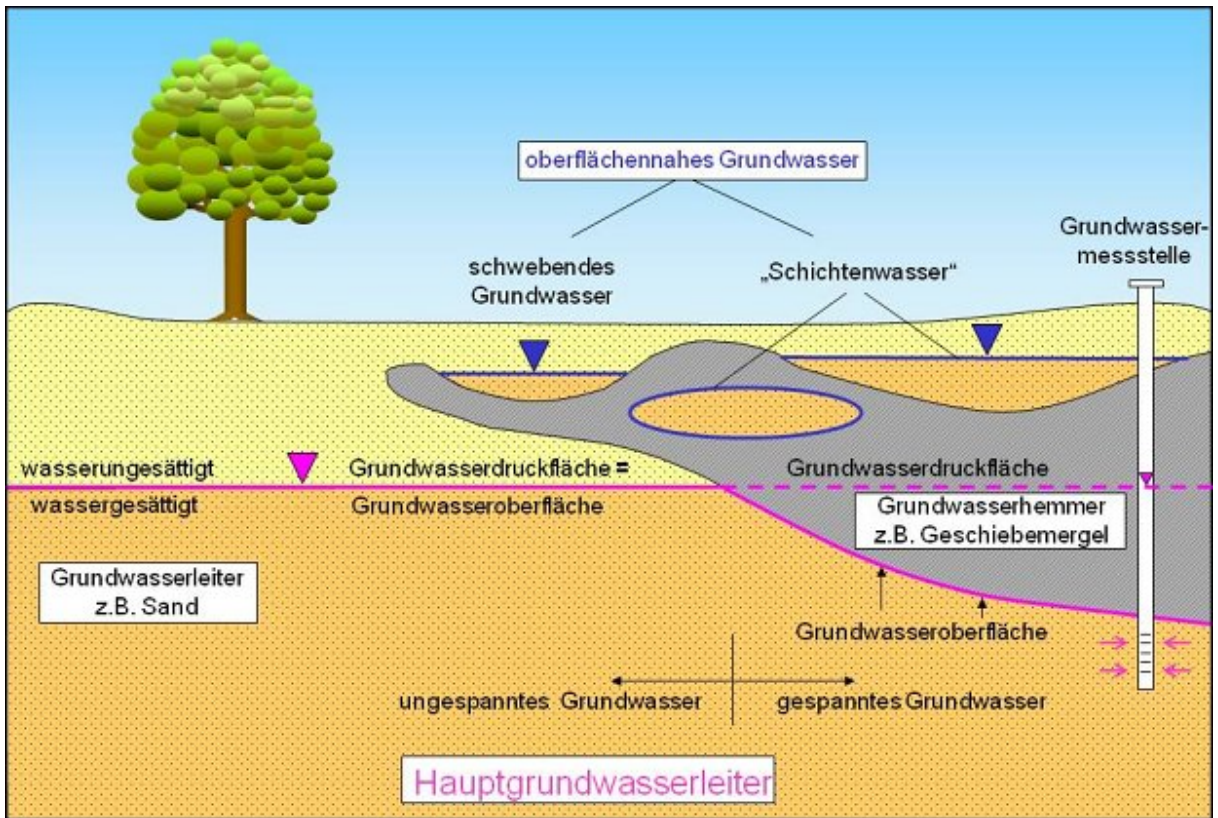 oberflächennahes Grundwasser
Grundwasser-
messstelle
schwebendes
Grundwasser
„Schichtenwasser“
wasserungesättigt
Grundwasserdruckfläche =
Grundwasserdruckfläche
wassergesättigt
Grundwasseroberfläche
Grundwasserhemmer
z.B. Geschiebemergel
Grundwasserleiter
z.B. Sand
Grundwasseroberfläche
ungespanntes Grundwasser
gespanntes Grundwasser
Hauptgrundwasserleiter